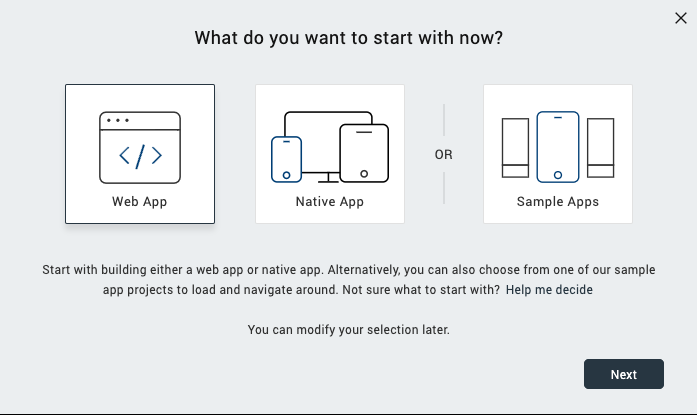 What do you want to start with now?
</>
Web App
Native App
OR
Sample Apps
Start with building either a web app or native app. Alternatively, you can also choose from one of our sample
app projects to load and navigate around. Not sure what to start with? Help me decide
You can modify your selection later.
Next